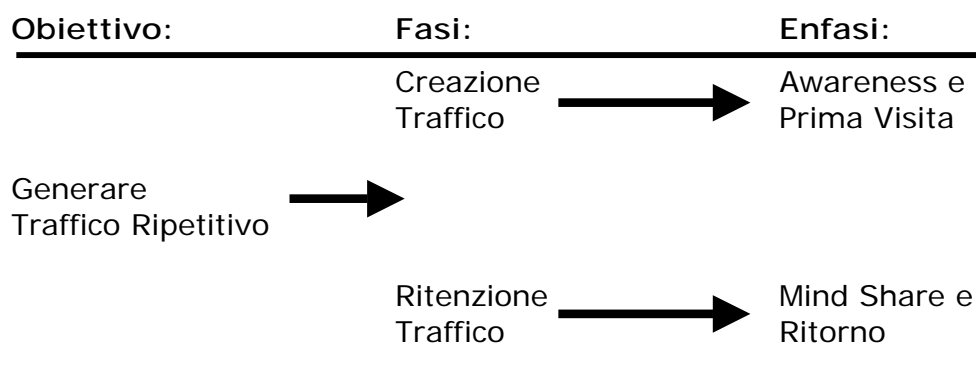 Obiettivo: Fasi: Enfasi:
Creazione Awareness e
Traffico Prima Visita
Generare
Traffico Ripetitivo
Ritenzione Mind Share e
Traffico Ritorno